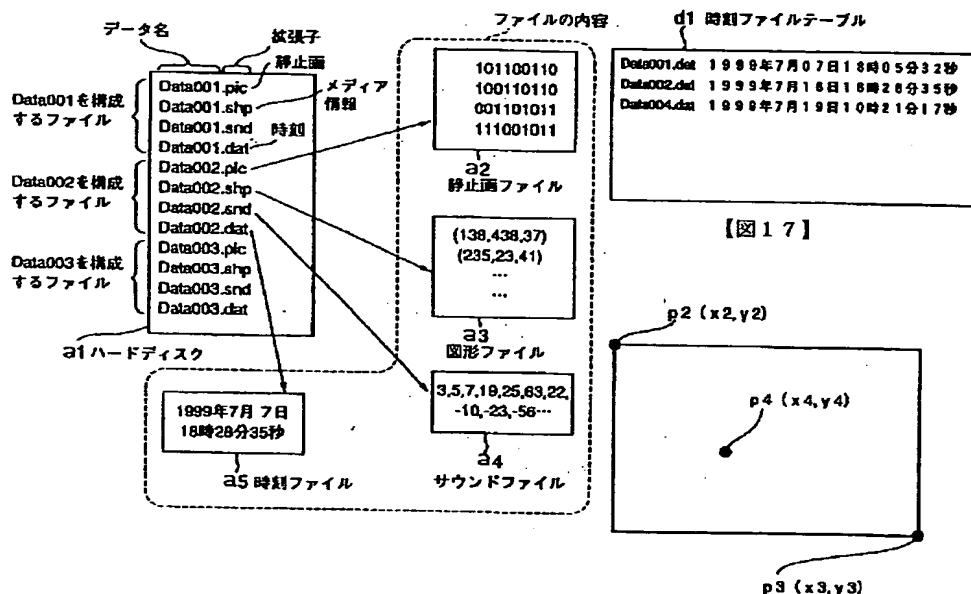 データ名
拡張子
静止画
メディア
情報
時刻
Data001を構成
するファイル
Data002を構成
するファイル
Data003を構成
するファイル
Data001.pic
Data001.shp
Data001.snd
Data001.dat
Data002.pic
Data002.shp
Data002.snd
Data002.dat
Data003.pic
Data003.shp
Data003.snd
Data003.dat
a1 ハードディスク
ファイルの内容
101100110
100110110
001101011
111001011
a2
静止画ファイル
(138,438,37)
(235,23,41)
…
…
a3
図形ファイル
3,5,7,19,25,63,22,
-10,-23,-56…
a4
サウンドファイル
1999年7月 7日
18時28分35秒
a5 時刻ファイル
d1 時刻ファイルテーブル
Data001.dat 1999年7月07日18時05分32秒
Data002.dat 1999年7月16日16時26分35秒
Data004.dat 1999年7月19日10時21分17秒
【図17】
p2 (x2,y2)
p4 (x4,y4)
p3 (x3,y3)